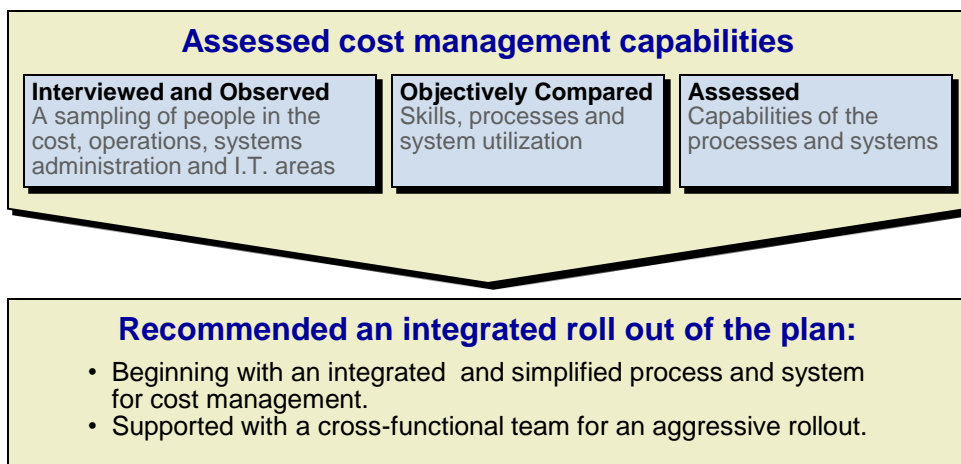 Assessed cost management capabilities
Interviewed and Observed
A sampling of people in the
cost, operations, systems
administration and I.T. areas
Objectively Compared
Skills, processes and
system utilization
Assessed
Capabilities of the
processes and systems
Recommended an integrated roll out of the plan:
• Beginning with an integrated and simplified process and system
for cost management.
• Supported with a cross-functional team for an aggressive rollout.